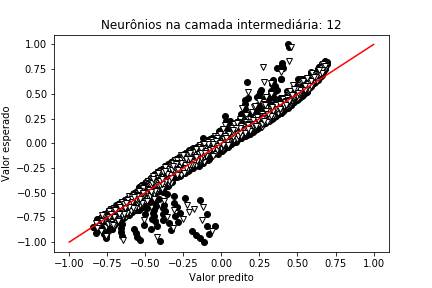 Neurônios na camada intermediária: 12
Valor esperado
1.00
0.75
0.50
0.25
0.00
−0.25
−0.50
−0.75
−1.00
−1.00 −0.75 −0.50 −0.25 0.00 0.25 0.50 0.75 1.00
Valor predito